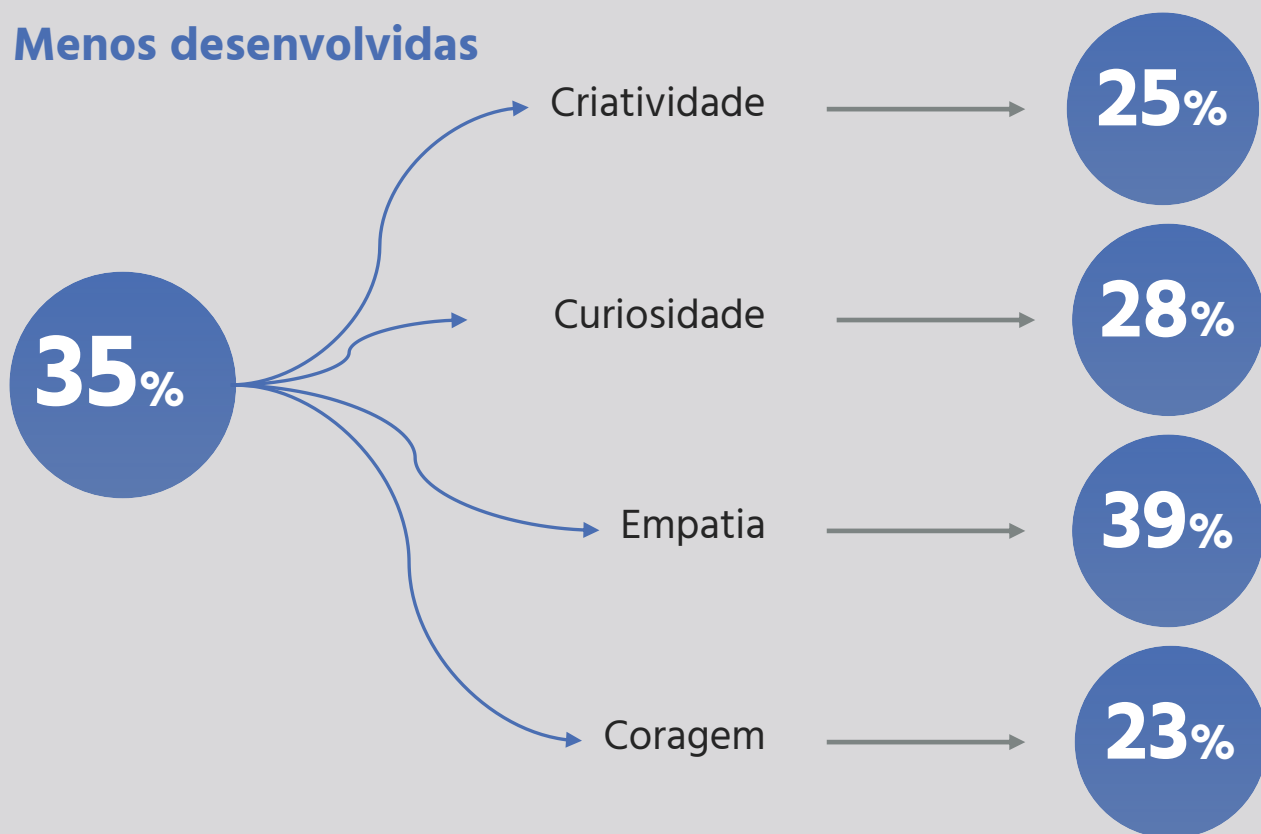 Menos desenvolvidas
35%
Criatividade
25%
Curiosidade
28%
Empatia
39%
Coragem
23%